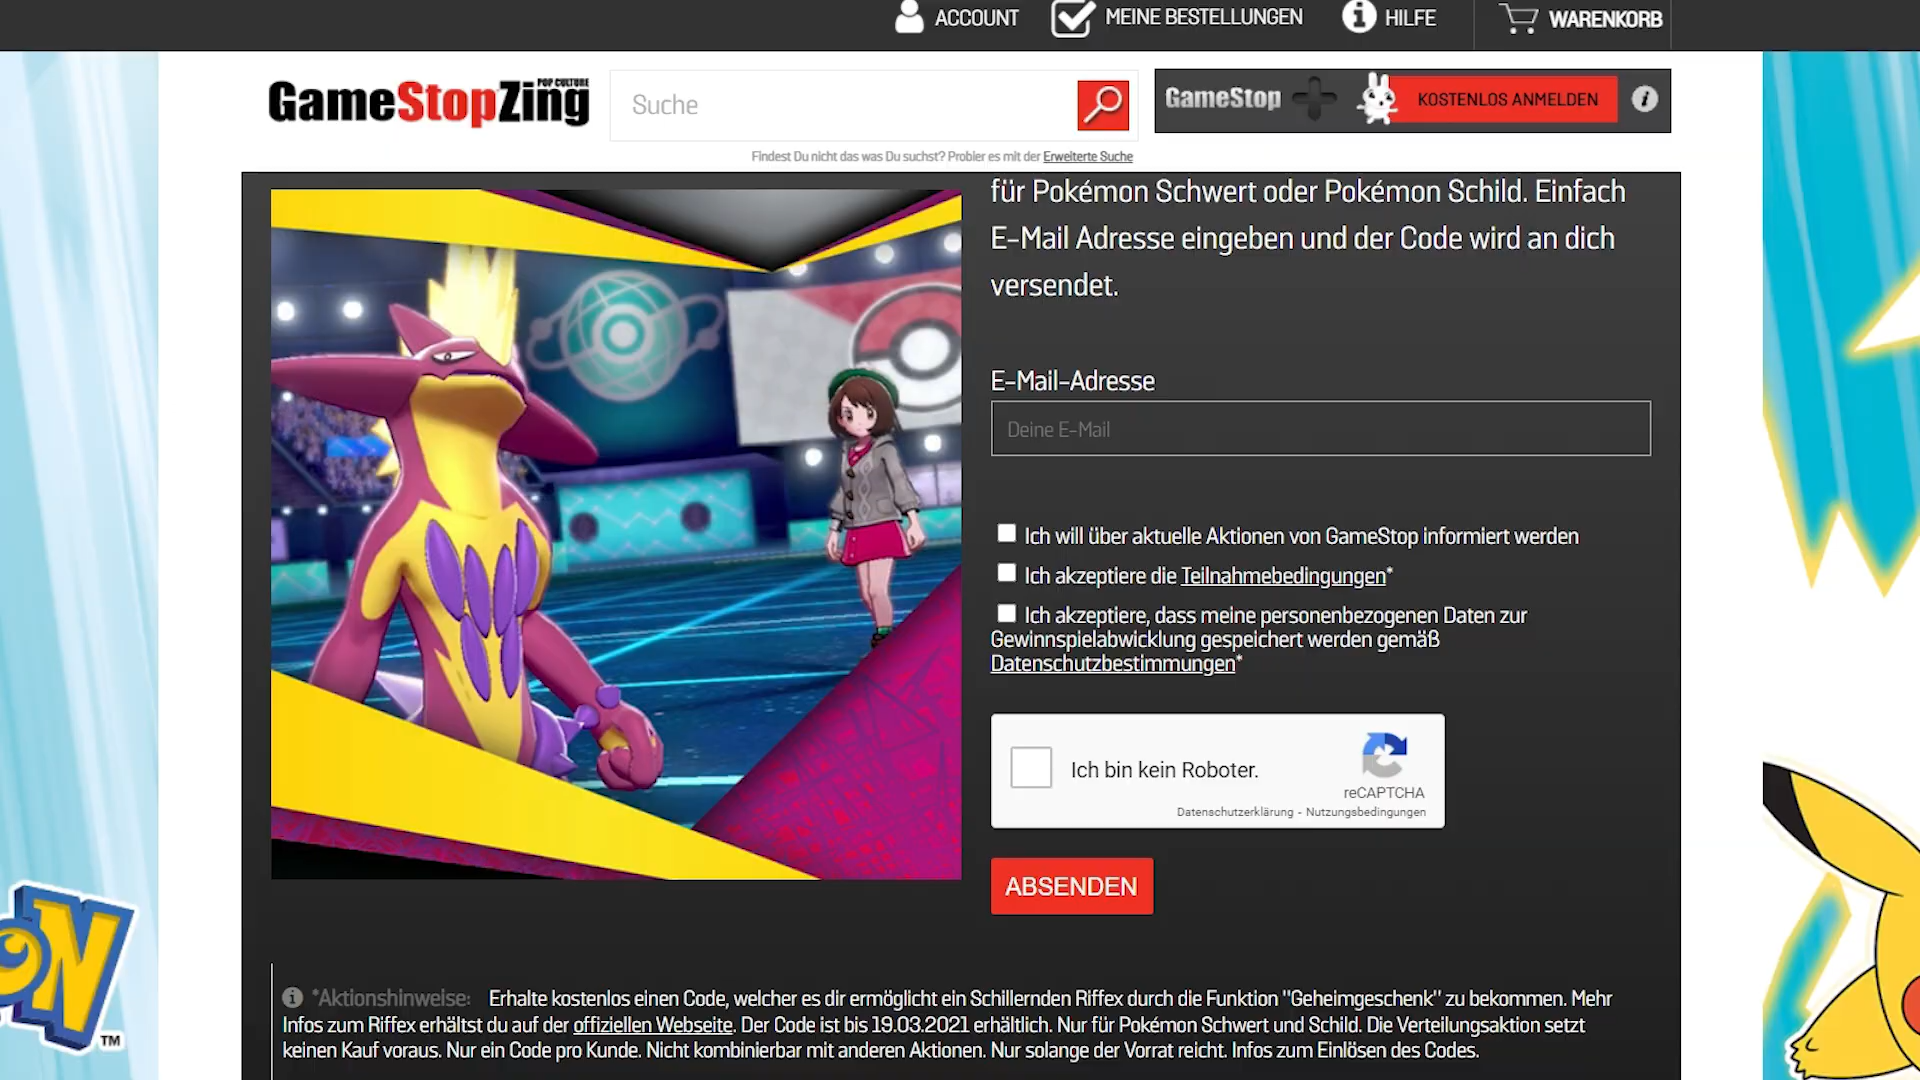 ACCOUNT
MEINE BESTELLUNGEN
HILFE
WARENKORB
GameStopZing
POP CULTURE
Suche
GameStop
KOSTENLOS ANMELDEN
Findest Du nicht das was Du suchst? Probier es mit der Erweiterte Suche
für Pokémon Schwert oder Pokémon Schild. Einfach
E-Mail Adresse eingeben und der Code wird an dich
versendet.
E-Mail-Adresse
Deine E-Mail
Ich will über aktuelle Aktionen von GameStop informiert werden
Ich akzeptiere die Teilnahmebedingungen*
Ich akzeptiere, dass meine personenbezogenen Daten zur
Gewinnspielabwicklung gespeichert werden gemäß
Datenschutzbestimmungen*
Ich bin kein Roboter.
reCAPTCHA
Datenschutzerklärung - Nutzungsbedingungen
ABSENDEN
*Aktionshinweise: Erhalte kostenlos einen Code, welcher es dir ermöglicht ein Schillernden Riffex durch die Funktion "Geheimgeschenk" zu bekommen. Mehr
Infos zum Riffex erhältst du auf der offiziellen Webseite. Der Code ist bis 19.03.2021 erhältlich. Nur für Pokémon Schwert und Schild. Die Verteilungsaktion setzt
keinen Kauf voraus. Nur ein Code pro Kunde. Nicht kombinierbar mit anderen Aktionen. Nur solange der Vorrat reicht. Infos zum Einlösen des Codes.
ON
TM